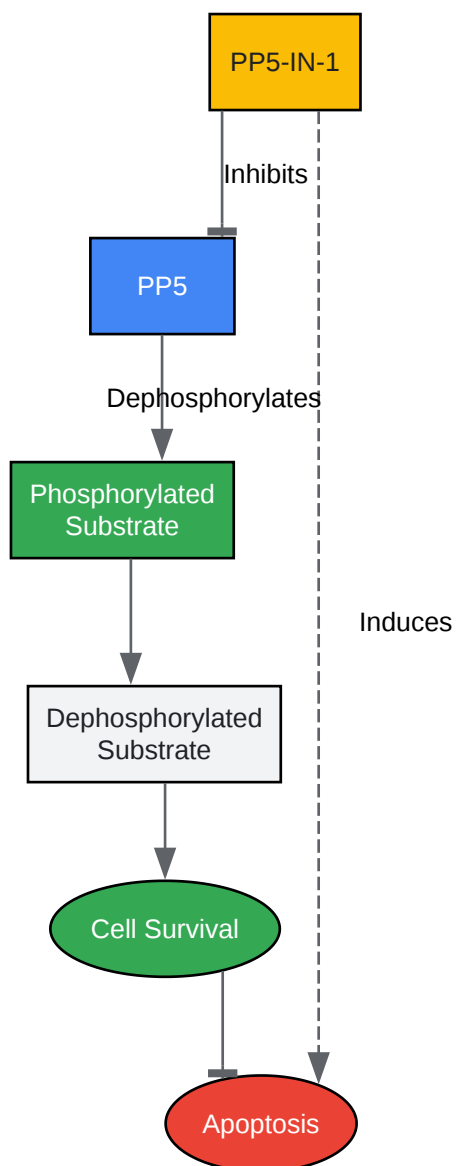 PP5-IN-1
Inhibits
PP5
Dephosphorylates
Phosphorylated
Substrate
Induces
Dephosphorylated
Substrate
Cell Survival
Apoptosis